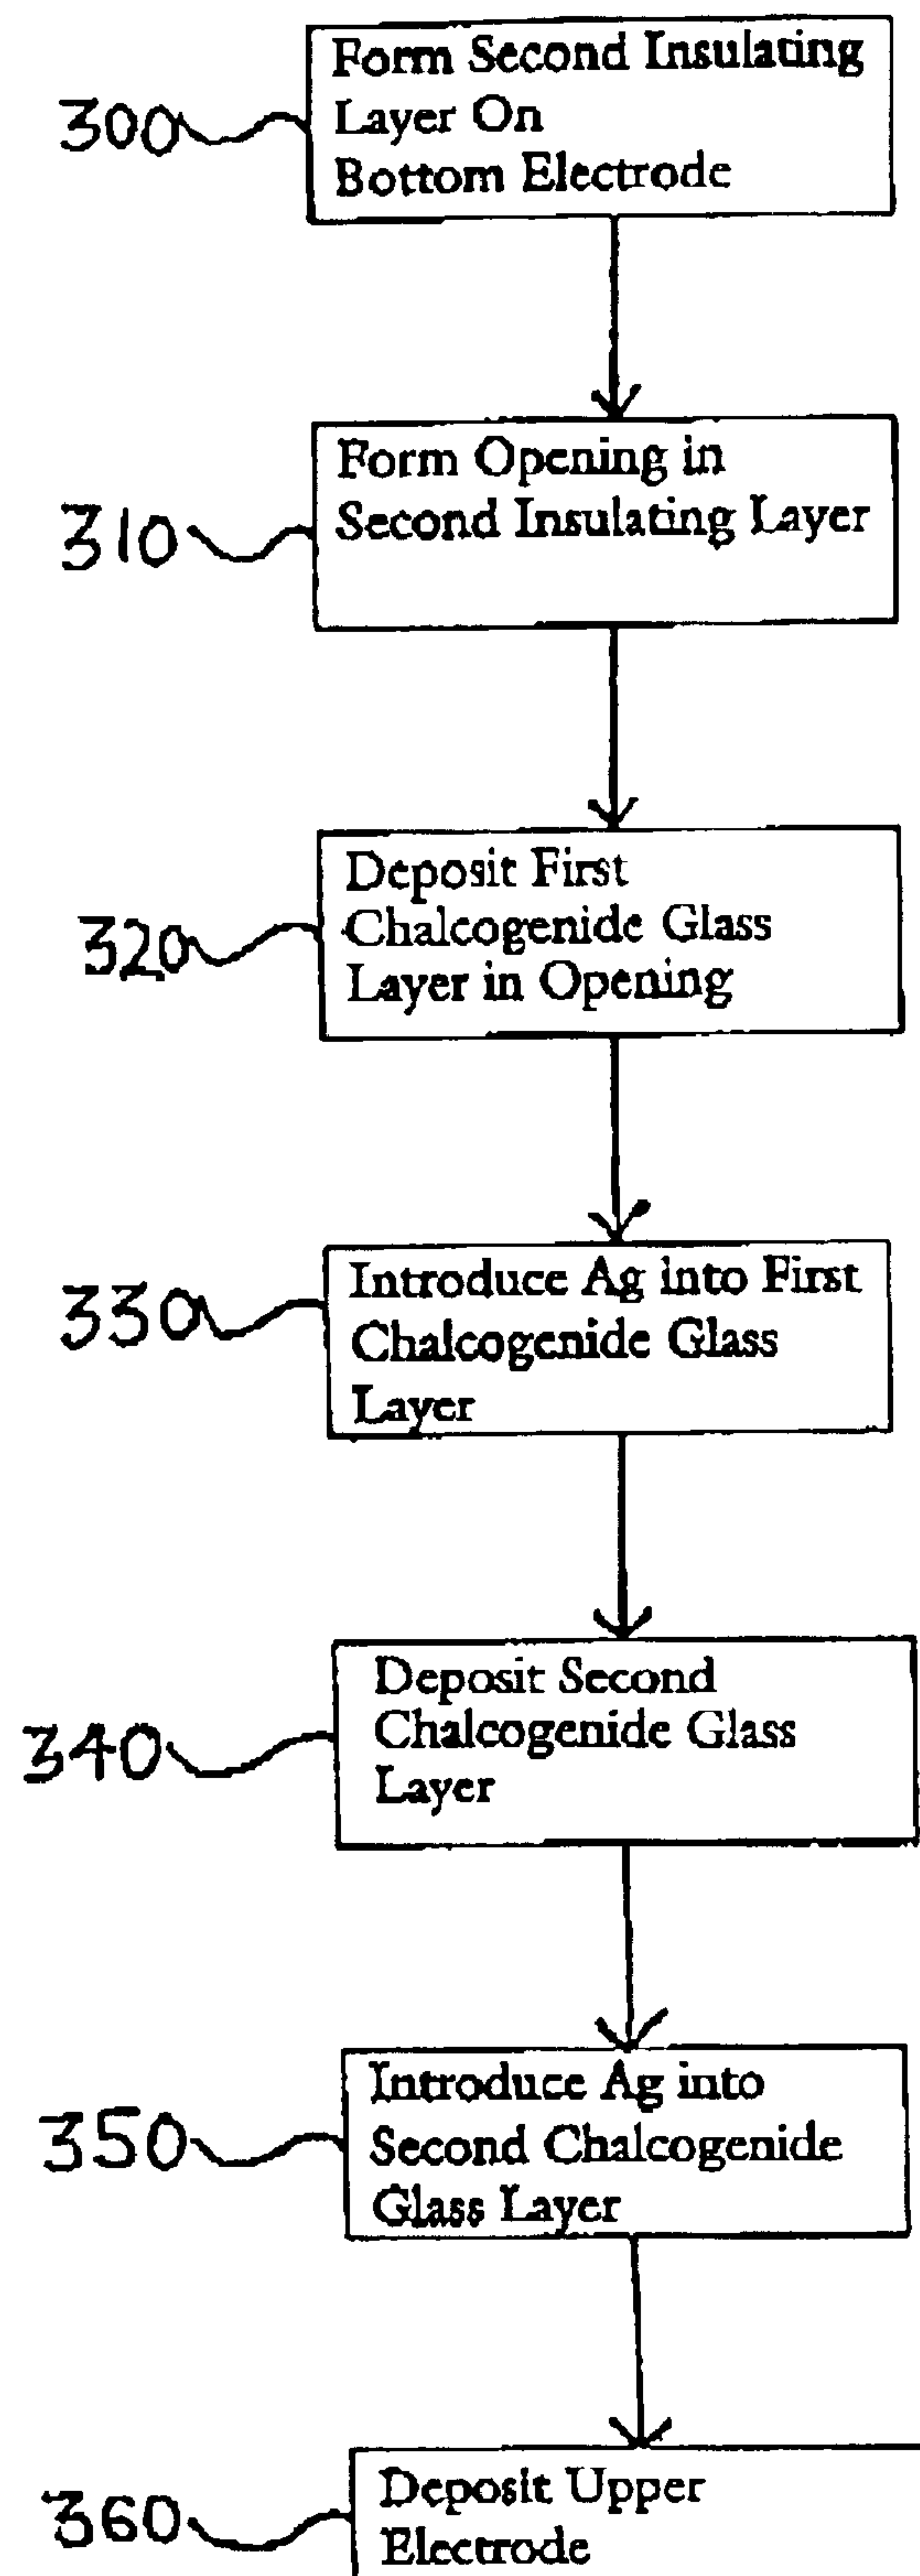 300
Form Second Insulating
Layer On
Bottom Electrode
310
Form Opening in
Second Insulating Layer
320
Deposit First
Chalcogenide Glass
Layer in Opening
330
Introduce Ag into First
Chalcogenide Glass
Layer
340
Deposit Second
Chalcogenide Glass
Layer
350
Introduce Ag into
Second Chalcogenide
Glass Layer
360
Deposit Upper
Electrode